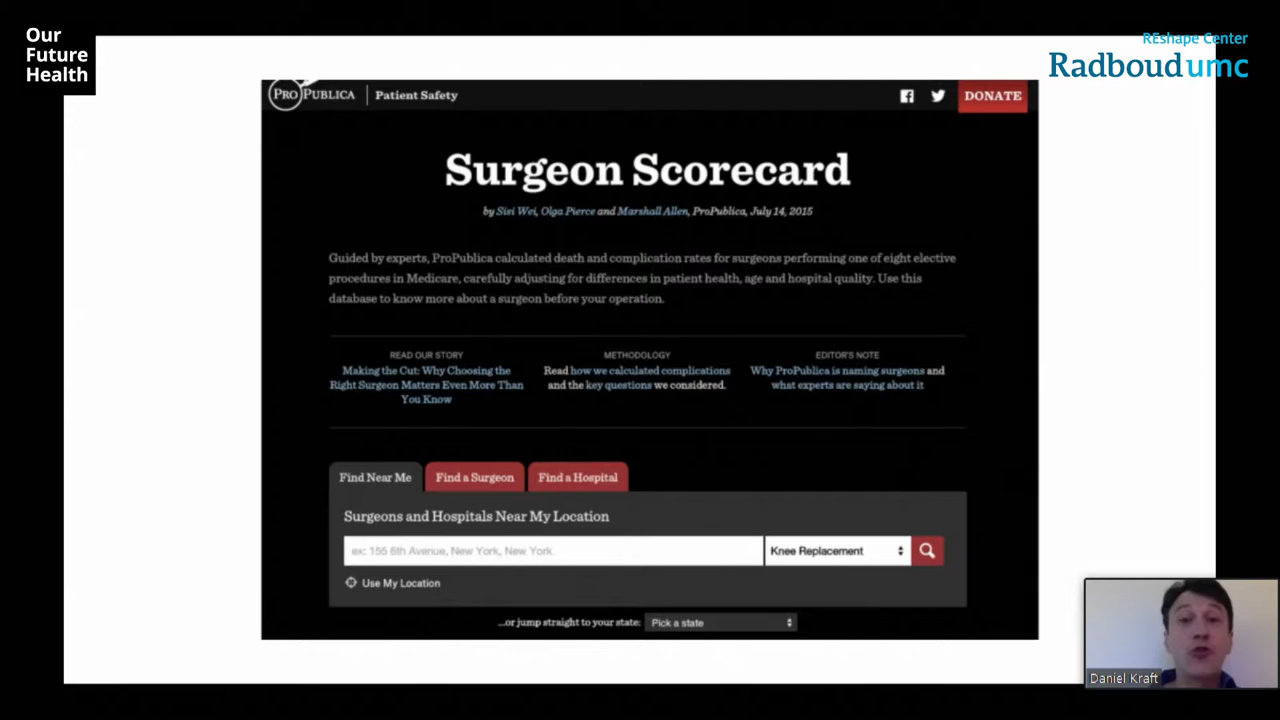 Our
Future
Health
REshape Center
Radboudumc
PROPUBLICA
Patient Safety
DONATE
Surgeon Scorecard
by Sisi Wei, Olga Pierce and Marshall Allen, ProPublica, July 14, 2015
Guided by experts, ProPublica calculated death and complication rates for surgeons performing one of eight elective
procedures in Medicare, carefully adjusting for differences in patient health, age and hospital quality. Use this
database to know more about a surgeon before your operation.
READ OUR STORY
Making the Cut: Why Choosing the
Right Surgeon Matters Even More Than
You Know
METHODOLOGY
Read how we calculated complications
and the key questions we considered.
EDITOR'S NOTE
Why ProPublica is naming surgeons and
what experts are saying about it
Find Near Me
Find a Surgeon
Find a Hospital
Surgeons and Hospitals Near My Location
ex: 155 6th Avenue, New York, New York
Knee Replacement
Use My Location
...or jump straight to your state:
Pick a state
Daniel Kraft